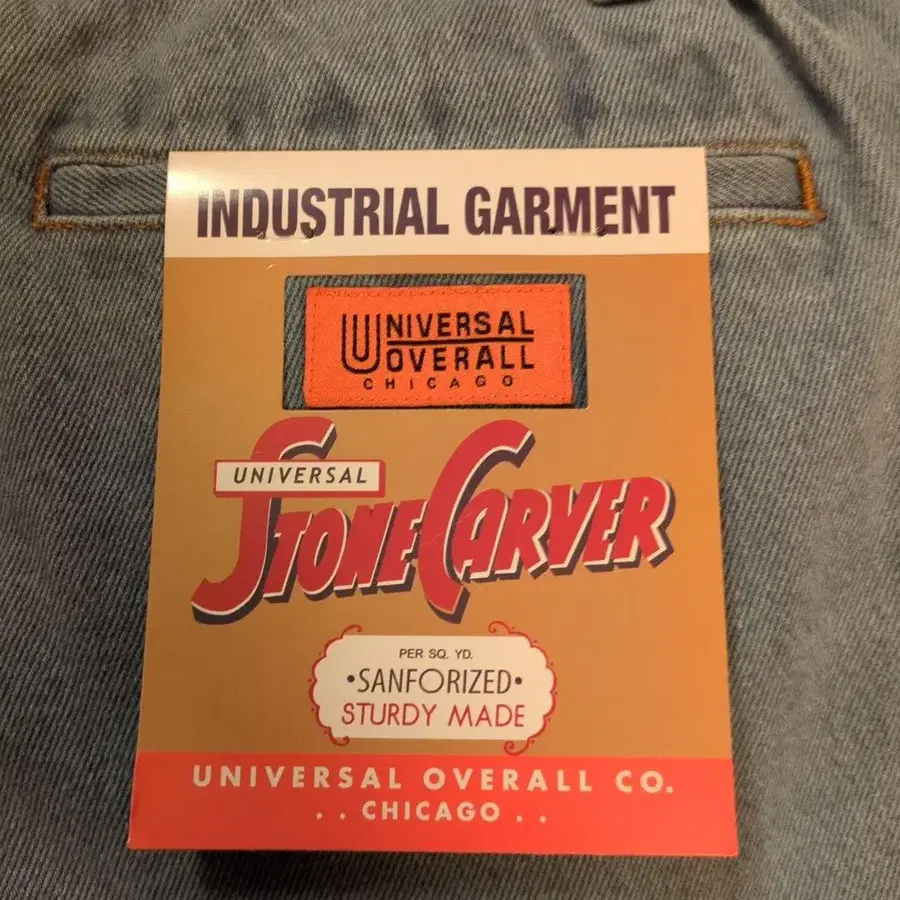 INDUSTRIAL GARMENT
UNIVERSAL
OVERALL
CHICAGO
UNIVERSAL
STONE CARVER
PER SQ. YD.
•SANFORIZED•
STURDY MADE
UNIVERSAL OVERALL CO.
. . CHICAGO . .